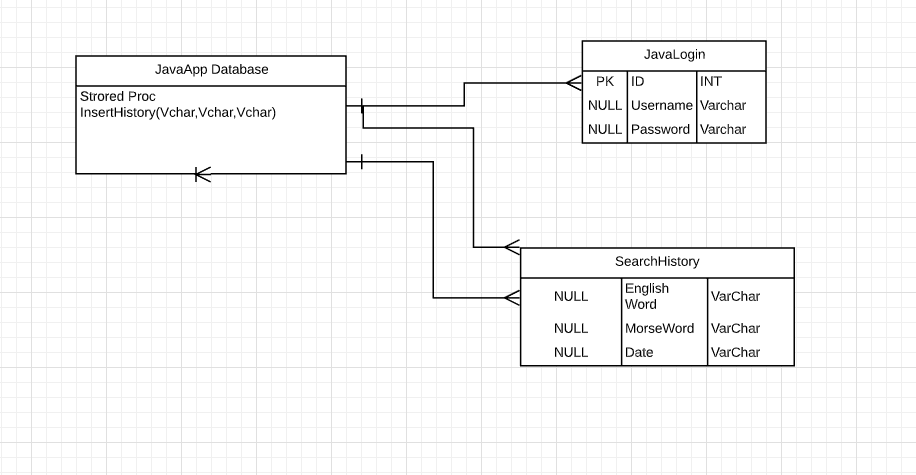 JavaApp Database
Strored Proc
InsertHistory(Vchar,Vchar,Vchar)
JavaLogin
PK ID INT
NULL Username Varchar
NULL Password Varchar
SearchHistory
NULL English Word VarChar
NULL MorseWord VarChar
NULL Date VarChar